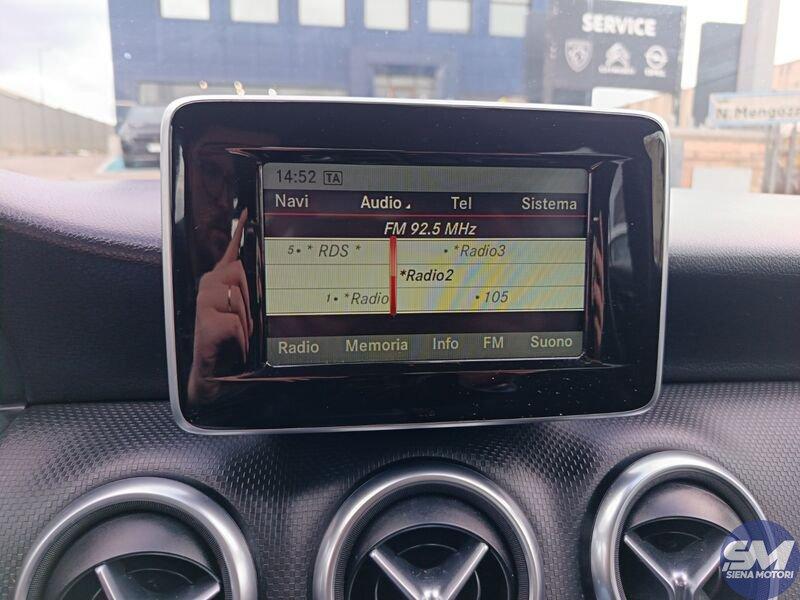 SERVICE
N. Mengozz
14:52 TA
Navi Audio Tel Sistema
FM 92.5 MHz
5• * RDS * • *Radio3
*Radio2
1• *Radio • 105
Radio Memoria Info FM Suono
SM
SIENA MOTORI